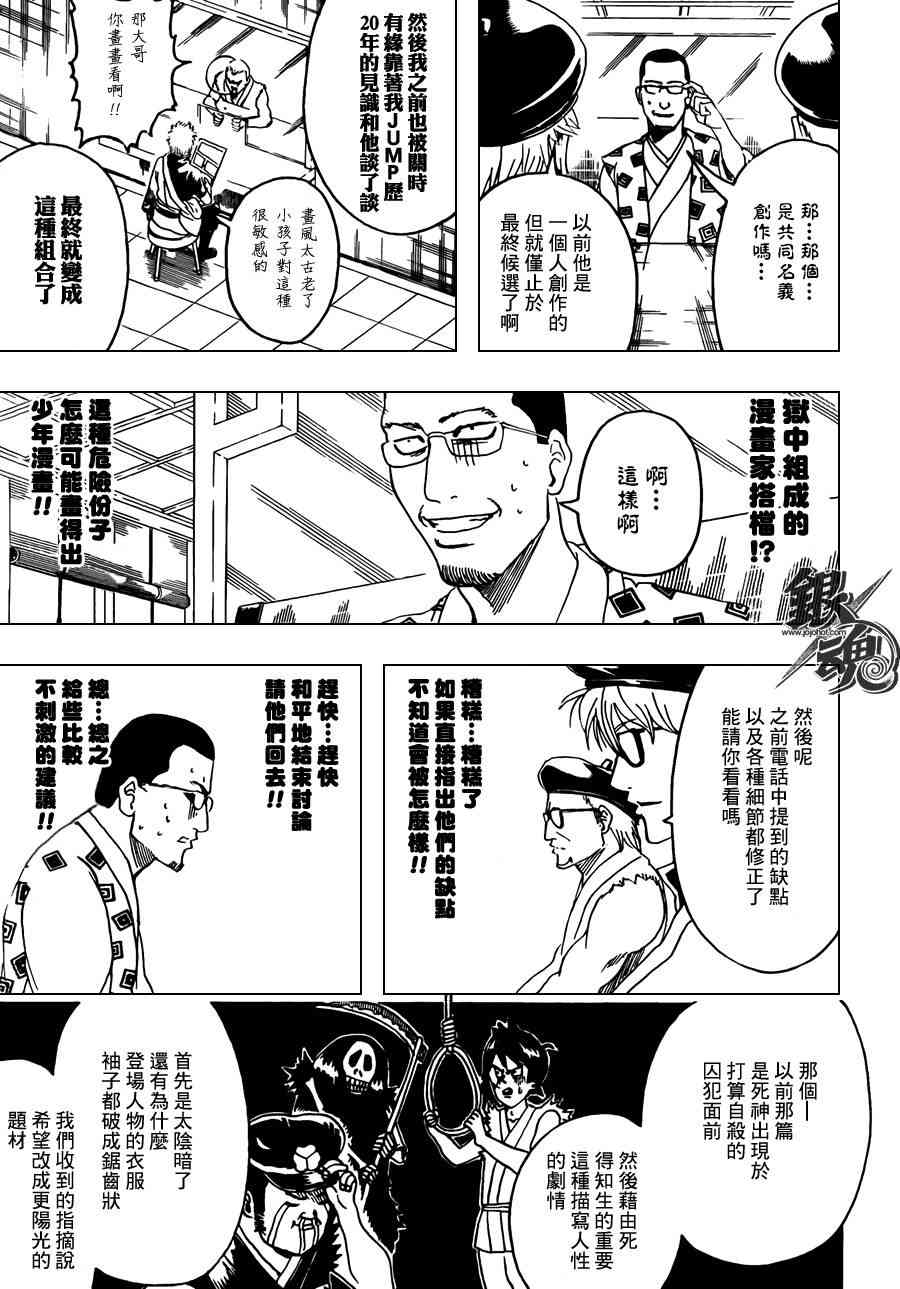 那…那個…
是共同名義
創作嗎…
以前他是
一個人創作的
但就僅止於
最終候選了啊
然後我之前也被關時
有緣靠著我JUMP歷
20年的見識和他談了談
那大哥
你畫畫看吧!!
畫風太古老了
小孩子對這種
很敏感的
最終就變成
這種組合了
獄中組成的
漫畫家搭檔!?
啊…
這樣啊
這種危險份子
怎麼可能畫得出
少年漫畫!!
銀魂
www.jojohot.com
然後呢
之前電話中提到的缺點
以及各種細節都修正了
能請你看看嗎
糟糕…糟糕了
如果直接指出他們的缺點
不知道會被怎麼樣!!
趕快…趕快
和平地結束討論
請他們回去!!
總…總之
給些比較
不刺激的建議!!
那個—
以前那篇
是死神出現於
打算自殺的
囚犯面前
然後藉由死
得知生的重要
這種描寫人性
的劇情
首先是太陰暗了
還有為什麼
登場人物的衣服
袖子都破成鋸齒狀
我們收到的指摘說
希望改成更陽光的
題材